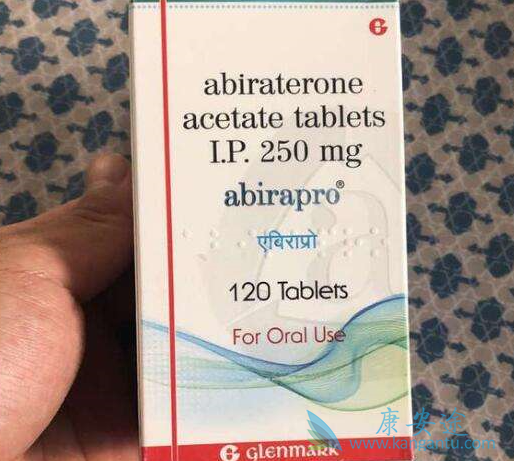 abiraterone
acetate tablets
I.P. 250 mg
abirapro®
एबिराप्रो
120 Tablets
For Oral Use
G glenmark
康安途
www.kangantu.com